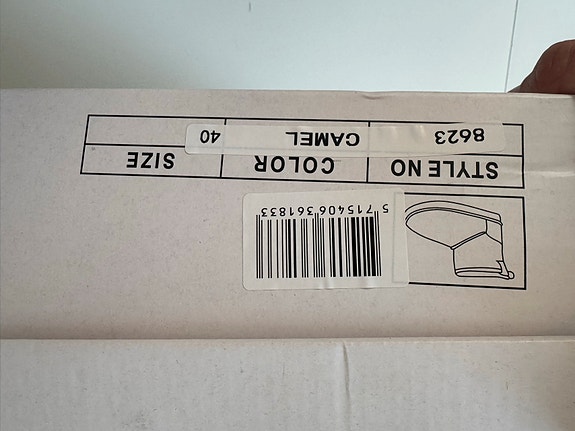 5 715406 361833
STYLE NO COLOR SIZE
8623 CAMEL 40